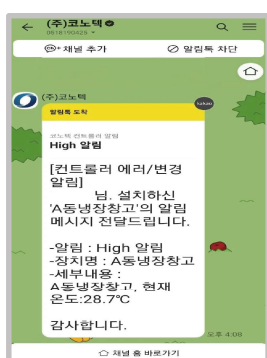 (주)코노텍
0518190425
채널 추가
알림톡 차단
(주)코노텍
알림톡 도착
kakao
코노텍 컨트롤러 알림
High 알림
[컨트롤러 에러/변경
알림]
님. 설치하신
'A동냉장창고'의 알림
메시지 전달드립니다.
-알림 : High 알림
-장치명 : A동냉장창고
-세부내용 :
A동냉장창고, 현재
온도:28.7℃
감사합니다.
오후 4:00
채널 홈 바로가기